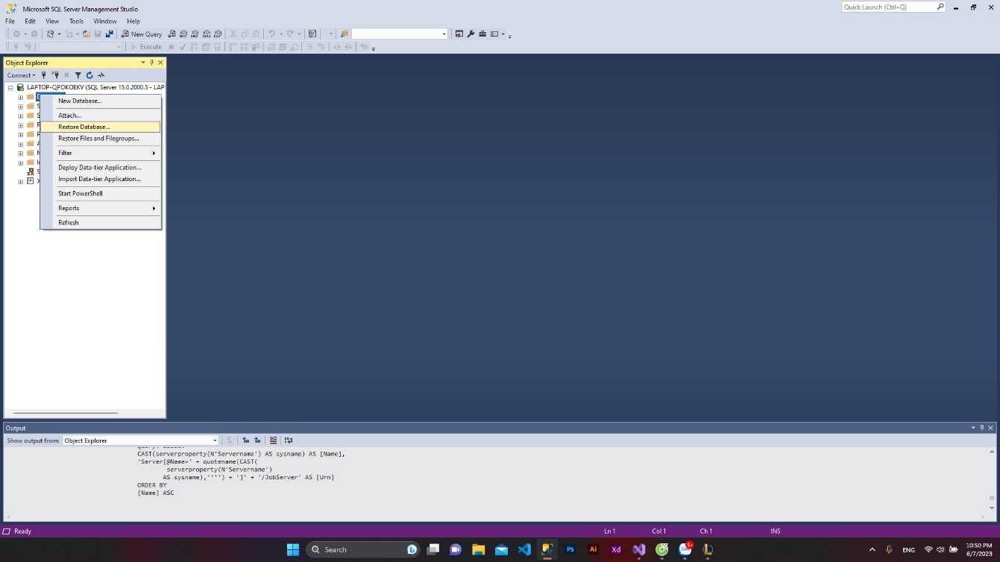 Microsoft SQL Server Management Studio
Quick Launch (Ctrl+Q)
File Edit View Tools Window Help
New Query
Execute
Object Explorer
Connect
LAPTOP-QPOKOEKV (SQL Server 15.0.2000.5 - LAP
New Database...
Attach...
Restore Database...
Restore Files and Filegroups...
Filter
Deploy Data-tier Application...
Import Data-tier Application...
Start PowerShell
Reports
Refresh
Output
Show output from: Object Explorer
CAST(serverproperty(N'Servername') AS sysname) AS [Name],
'Server[@Name=' + quotename(CAST(
serverproperty(N'Servername')
AS sysname),'''') + ']' + '/JobServer' AS [Urn]
ORDER BY
[Name] ASC
Ready Ln 1 Col 1 Ch 1 INS
Search Ps Ai Xd Zalo 5+ ENG
10:50 PM
6/7/2023